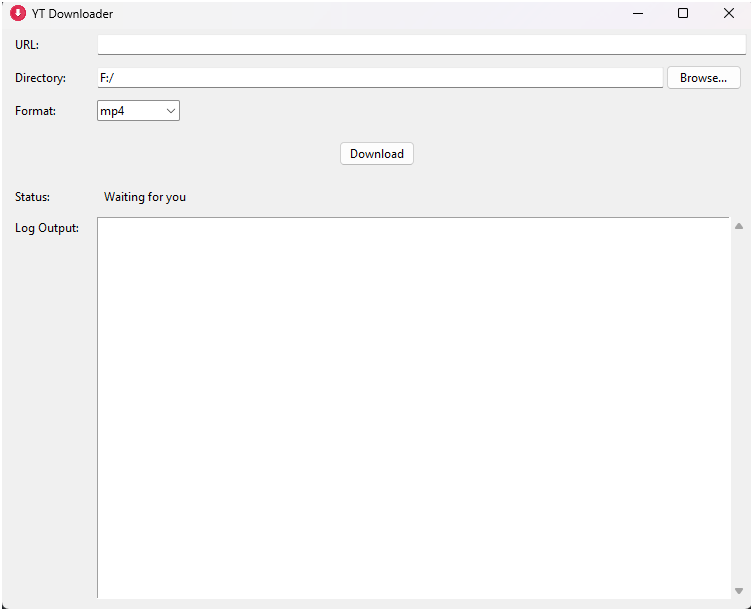 YT Downloader
URL:
Directory: F:/ Browse...
Format: mp4
Download
Status: Waiting for you
Log Output: